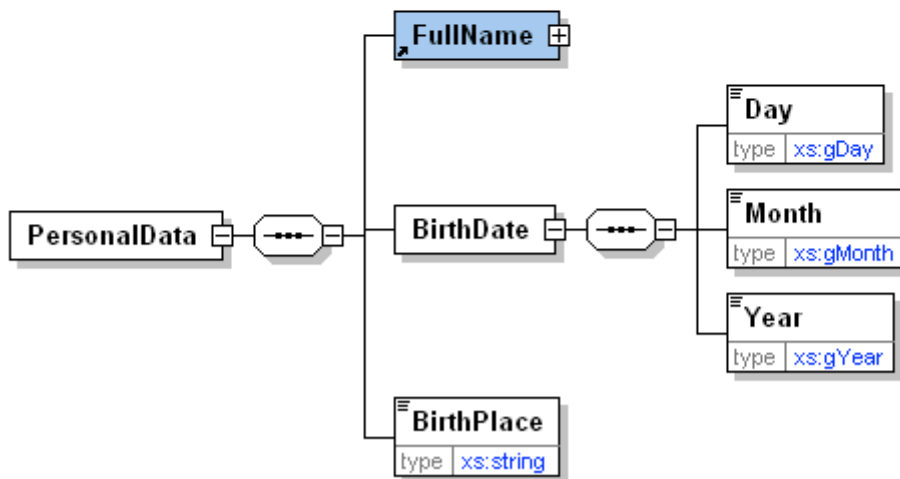 FullName
Day
type xs:gDay
PersonalData
BirthDate
Month
type xs:gMonth
Year
type xs:gYear
BirthPlace
type xs:string